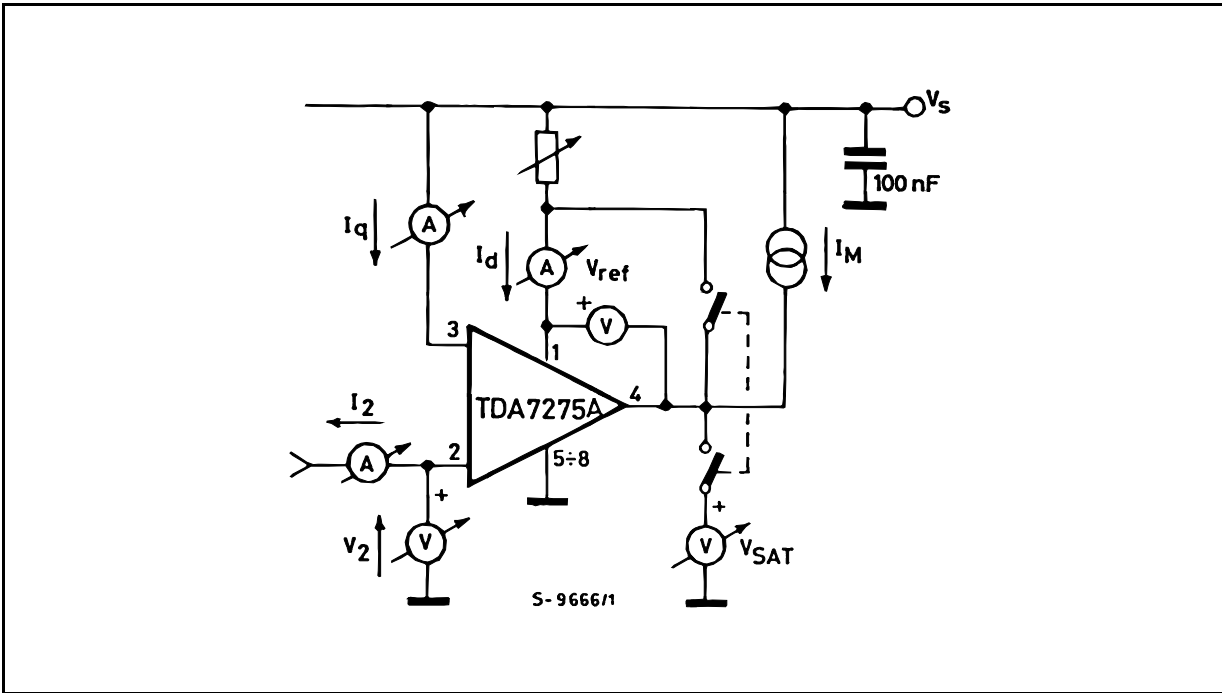 Vs
100 nF
Iq
A
Id
A
Vref
IM
+
V
3
1
TDA7275A
4
I2
A
2
5÷8
+
+
V2
V
V
VSAT
S-9666/1